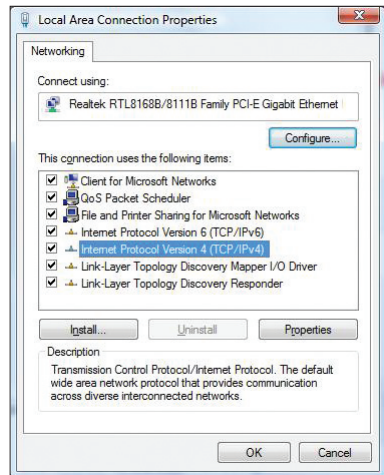 Local Area Connection Properties
Networking
Connect using:
Realtek RTL8168B/8111B Family PCI-E Gigabit Ethernet
Configure...
This connection uses the following items:
Client for Microsoft Networks
QoS Packet Scheduler
File and Printer Sharing for Microsoft Networks
Internet Protocol Version 6 (TCP/IPv6)
Internet Protocol Version 4 (TCP/IPv4)
Link-Layer Topology Discovery Mapper I/O Driver
Link-Layer Topology Discovery Responder
Install...
Uninstall
Properties
Description
Transmission Control Protocol/Internet Protocol. The default
wide area network protocol that provides communication
across diverse interconnected networks.
OK
Cancel